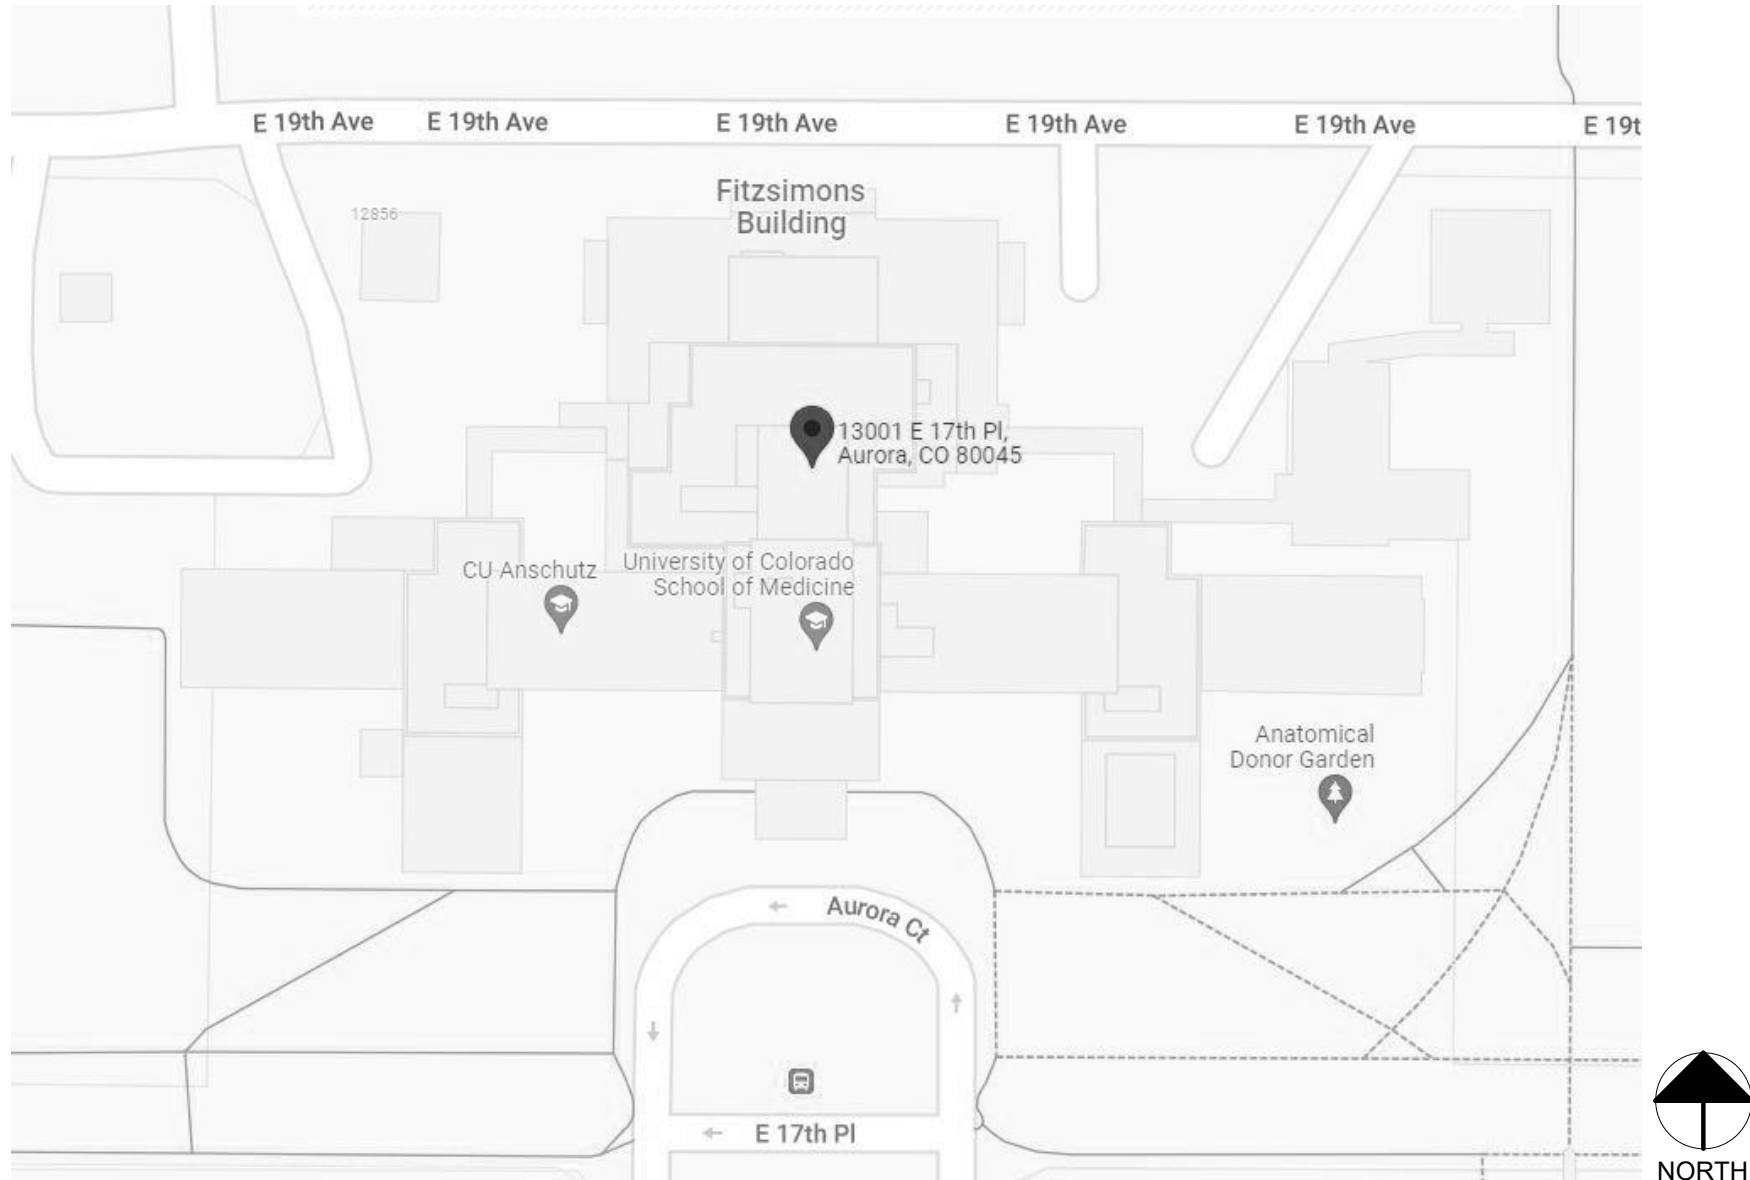 E 19th Ave
E 19th Ave
E 19th Ave
E 19th Ave
E 19th Ave
E 19t
Fitzsimons
Building
12856
13001 E 17th Pl,
Aurora, CO 80045
CU Anschutz
University of Colorado
School of Medicine
Anatomical
Donor Garden
Aurora Ct
E 17th Pl
NORTH